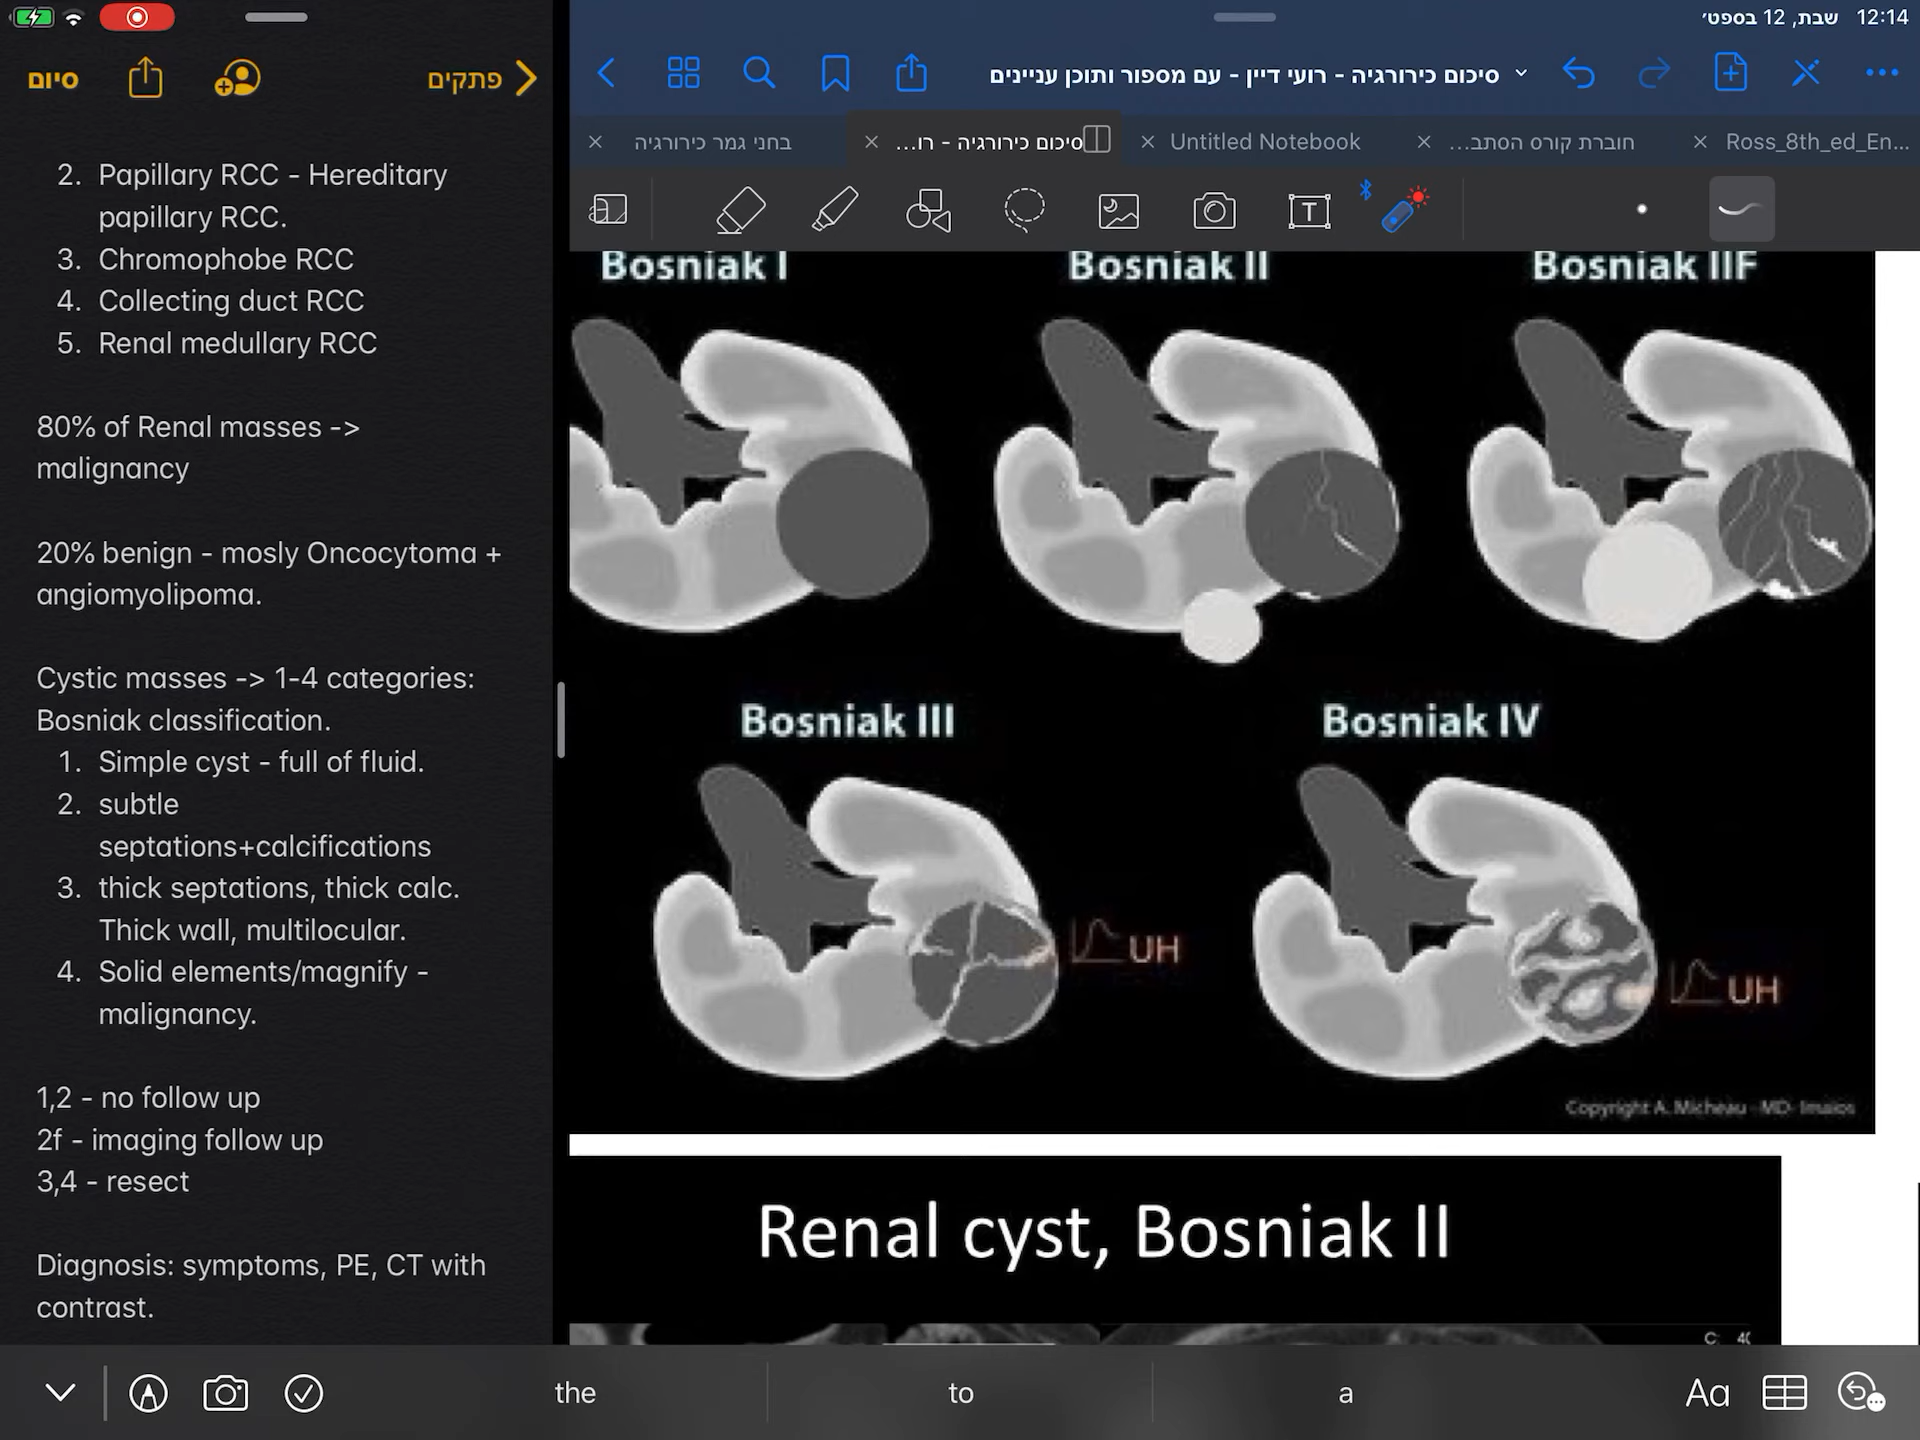 שבת, 12 בספט׳ 12:14
סיום
פתקים
2. Papillary RCC - Hereditary
papillary RCC.
3. Chromophobe RCC
4. Collecting duct RCC
5. Renal medullary RCC
80% of Renal masses ->
malignancy
20% benign - mosly Oncocytoma +
angiomyolipoma.
Cystic masses -> 1-4 categories:
Bosniak classification.
1. Simple cyst - full of fluid.
2. subtle
septations+calcifications
3. thick septations, thick calc.
Thick wall, multilocular.
4. Solid elements/magnify -
malignancy.
1,2 - no follow up
2f - imaging follow up
3,4 - resect
Diagnosis: symptoms, PE, CT with
contrast.
סיכום כירורגיה - רועי דיין - עם מספור ותוכן עניינים
בחני גמר כירורגיה
סיכום כירורגיה - רו...
Untitled Notebook
חוברת קורס הסתב...
Ross_8th_ed_En...
T
Bosniak I
Bosniak II
Bosniak IIF
Bosniak III
Bosniak IV
UH
UH
Copyright A. Micheau - MD- Imaios
Renal cyst, Bosniak II
C: 40
the
to
a
Aa